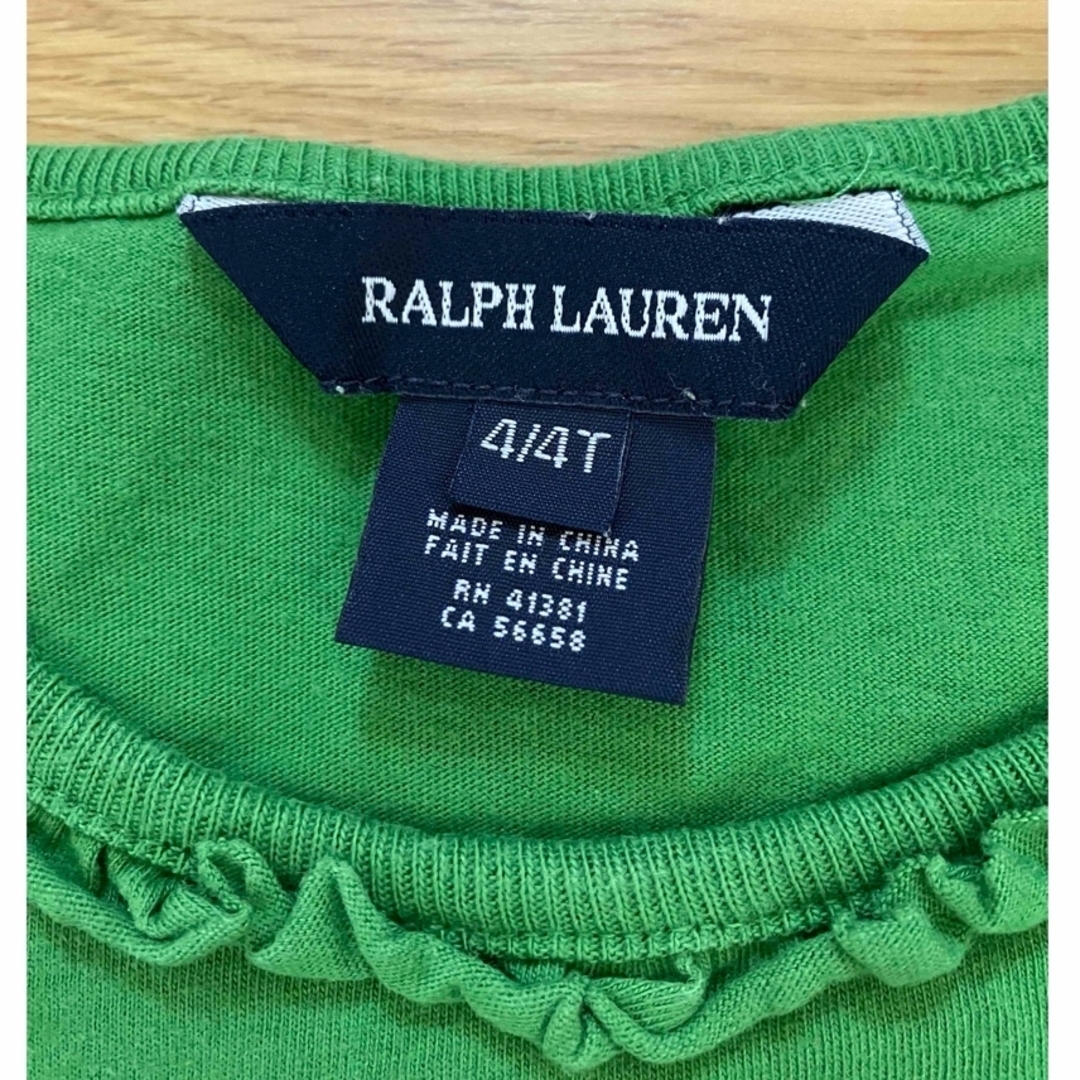 RALPH LAUREN
4/4T
MADE IN CHINA
FAIT EN CHINE
RN 41381
CA 56658